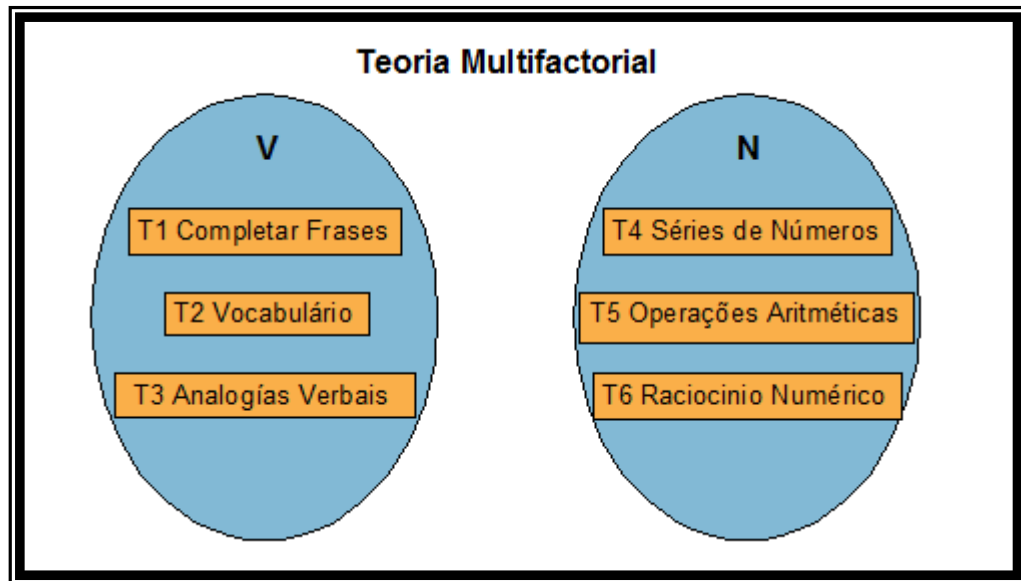 Teoria Multifactorial
V
T1 Completar Frases
T2 Vocabulário
T3 Analogías Verbais
N
T4 Séries de Números
T5 Operações Aritméticas
T6 Raciocinio Numérico